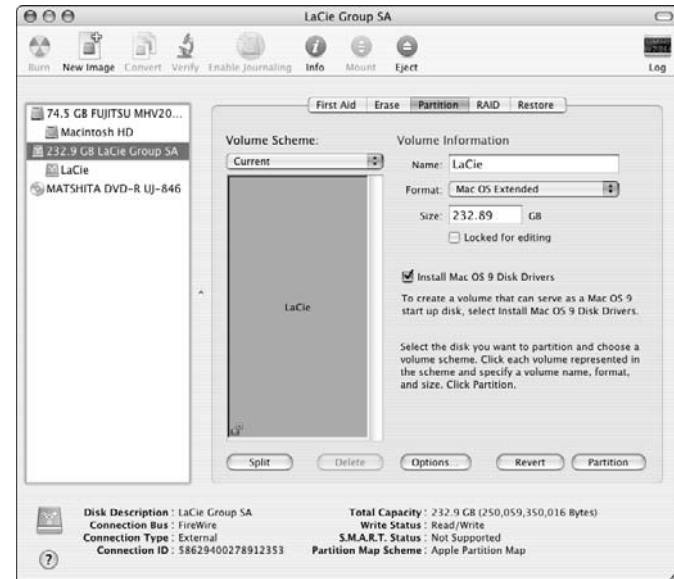 LaCie Group SA
Burn New Image Convert Verify Enable Journaling Info Mount Eject Log
74.5 GB FUJITSU MHV20...
Macintosh HD
232.9 GB LaCie Group SA
LaCie
MATSHITA DVD-R UJ-846
First Aid Erase Partition RAID Restore
Volume Scheme:
Current
LaCie
Volume Information
Name: LaCie
Format: Mac OS Extended
Size: 232.89 GB
Locked for editing
Install Mac OS 9 Disk Drivers
To create a volume that can serve as a Mac OS 9
start up disk, select Install Mac OS 9 Disk Drivers.
Select the disk you want to partition and choose a
volume scheme. Click each volume represented in
the scheme and specify a volume name, format,
and size. Click Partition.
Split Delete Options... Revert Partition
Disk Description : LaCie Group SA
Connection Bus : FireWire
Connection Type : External
Connection ID : 58629400278912353
Total Capacity : 232.9 GB (250,059,350,016 Bytes)
Write Status : Read/Write
S.M.A.R.T. Status : Not Supported
Partition Map Scheme : Apple Partition Map
?